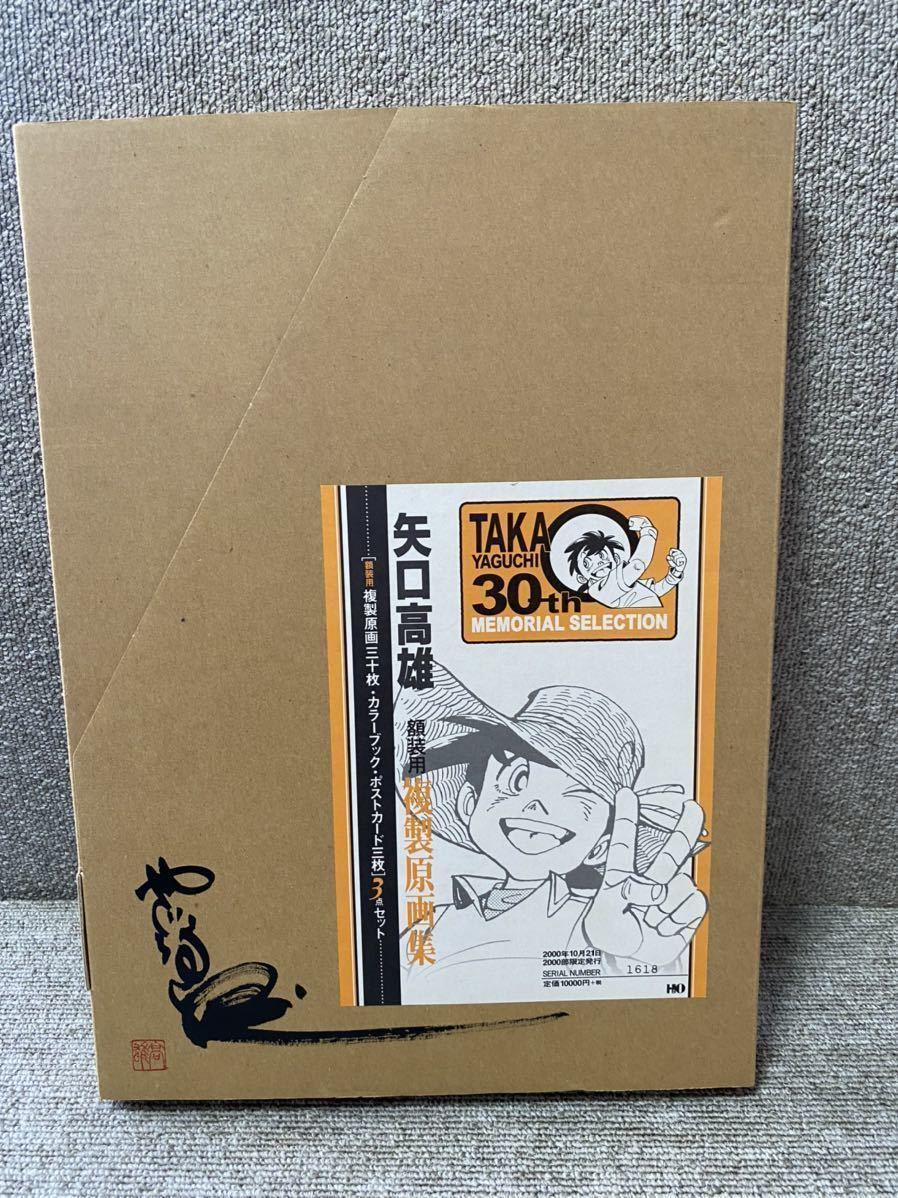 TAKAO
YAGUCHI
30th
MEMORIAL SELECTION
矢口高雄
額装用
複製原画集
[額装用 複製原画三十枚・カラーブック・ポストカード三枚]3点セット
2000年10月21日
2000部限定発行
SERIAL NUMBER 1618
定価10000円+税